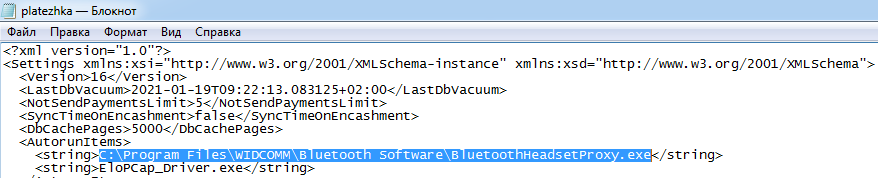 platezhka — Блокнот
Файл Правка Формат Вид Справка
<?xml version="1.0"?>
<Settings xmlns:xsi="http://www.w3.org/2001/XMLSchema-instance" xmlns:xsd="http://www.w3.org/2001/XMLSchema">
<Version>16</Version>
<LastDbVacuum>2021-01-19T09:22:13.083125+02:00</LastDbVacuum>
<NotSendPaymentsLimit>5</NotSendPaymentsLimit>
<SyncTimeOnEncashment>false</SyncTimeOnEncashment>
<DbCachePages>5000</DbCachePages>
<AutorunItems>
<string>C:\Program Files\WIDCOMM\Bluetooth Software\BluetoothHeadsetProxy.exe</string>
<string>EloPCap_Driver.exe</string>